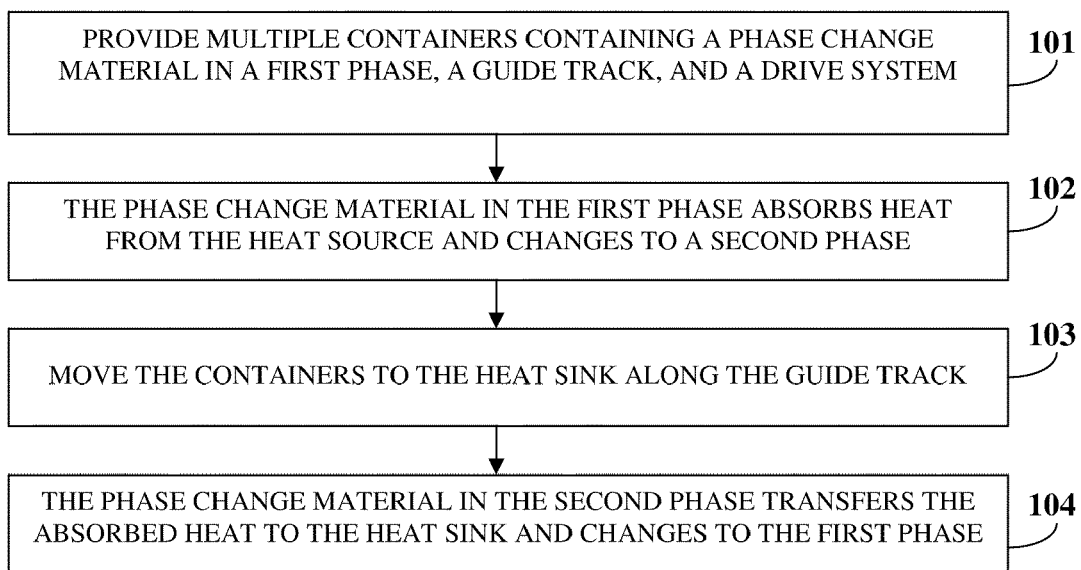 PROVIDE MULTIPLE CONTAINERS CONTAINING A PHASE CHANGE
MATERIAL IN A FIRST PHASE, A GUIDE TRACK, AND A DRIVE SYSTEM
101
THE PHASE CHANGE MATERIAL IN THE FIRST PHASE ABSORBS HEAT
FROM THE HEAT SOURCE AND CHANGES TO A SECOND PHASE
102
MOVE THE CONTAINERS TO THE HEAT SINK ALONG THE GUIDE TRACK
103
THE PHASE CHANGE MATERIAL IN THE SECOND PHASE TRANSFERS THE
ABSORBED HEAT TO THE HEAT SINK AND CHANGES TO THE FIRST PHASE
104